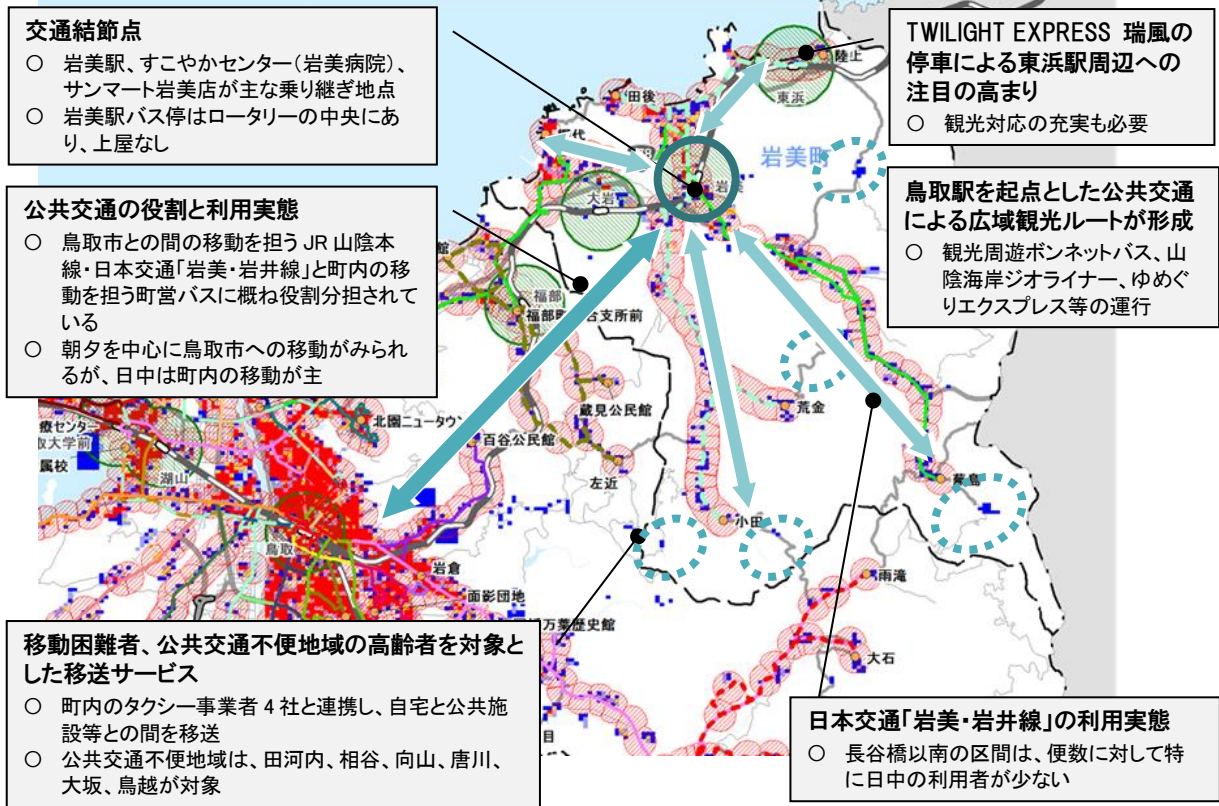 交通結節点
○ 岩美駅、すこやかセンター(岩美病院)、
サンマート岩美店が主な乗り継ぎ地点
○ 岩美駅バス停はロータリーの中央にあ
り、上屋なし
公共交通の役割と利用実態
○ 鳥取市との間の移動を担う JR 山陰本
線・日本交通「岩美・岩井線」と町内の移
動を担う町営バスに概ね役割分担されて
いる
○ 朝夕を中心に鳥取市への移動がみられ
るが、日中は町内の移動が主
TWILIGHT EXPRESS 瑞風の
停車による東浜駅周辺への
注目の高まり
○ 観光対応の充実も必要
鳥取駅を起点とした公共交通
による広域観光ルートが形成
○ 観光周遊ボンネットバス、山
陰海岸ジオライナー、ゆめぐ
りエクスプレス等の運行
陸上
東浜
田後
岩美町
大岩
福部
蔵見公民館
荒金
北園ニュータウン
百谷公民館
左近
湖山
鳥取
小田
岩倉
面影団地
雨滝
万葉歴史館
大石
移動困難者、公共交通不便地域の高齢者を対象と
した移送サービス
○ 町内のタクシー事業者 4 社と連携し、自宅と公共施
設等との間を移送
○ 公共交通不便地域は、田河内、相谷、向山、唐川、
大坂、鳥越が対象
日本交通「岩美・岩井線」の利用実態
○ 長谷橋以南の区間は、便数に対して特
に日中の利用者が少ない